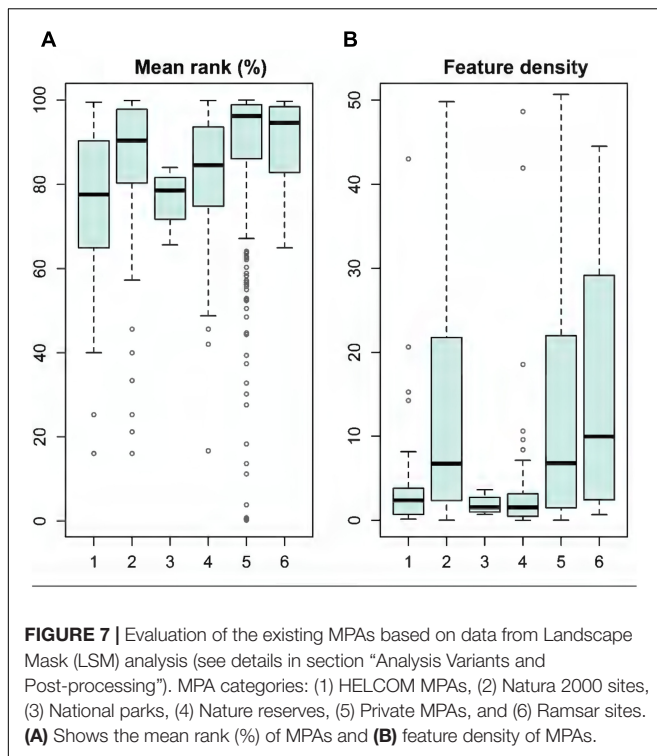 A
B
Mean rank (%)
Feature density
100
80
60
40
20
0
50
40
30
20
10
0
1 2 3 4 5 6
1 2 3 4 5 6
FIGURE 7 | Evaluation of the existing MPAs based on data from Landscape
Mask (LSM) analysis (see details in section “Analysis Variants and
Post-processing”). MPA categories: (1) HELCOM MPAs, (2) Natura 2000 sites,
(3) National parks, (4) Nature reserves, (5) Private MPAs, and (6) Ramsar sites.
(A) Shows the mean rank (%) of MPAs and (B) feature density of MPAs.